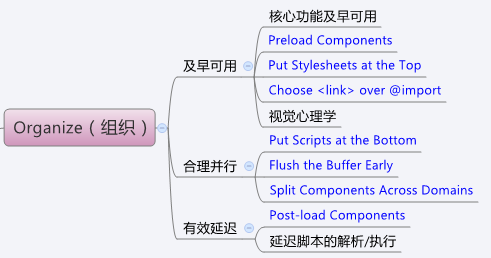 Organize（组织）
及早可用
核心功能及早可用
Preload Components
Put Stylesheets at the Top
Choose <link> over @import
视觉心理学
合理并行
Put Scripts at the Bottom
Flush the Buffer Early
Split Components Across Domains
有效延迟
Post-load Components
延迟脚本的解析/执行